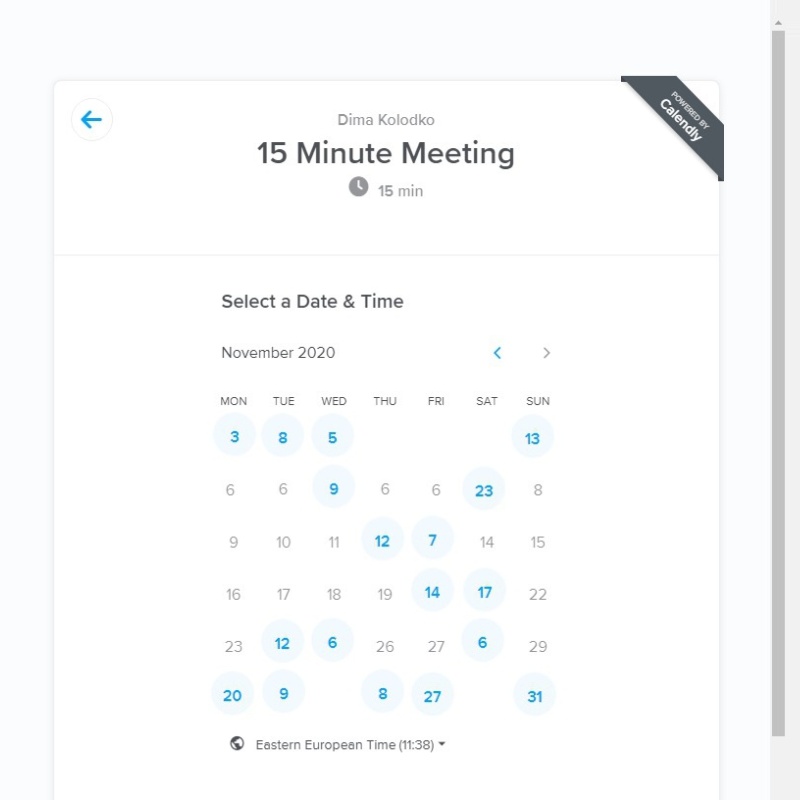 POWERED BY
Calendly
Dima Kolodko
15 Minute Meeting
15 min
Select a Date & Time
November 2020
MON TUE WED THU FRI SAT SUN
3 8 5 13
6 6 9 6 6 23 8
9 10 11 12 7 14 15
16 17 18 19 14 17 22
23 12 6 26 27 6 29
20 9 8 27 31
Eastern European Time (11:38)